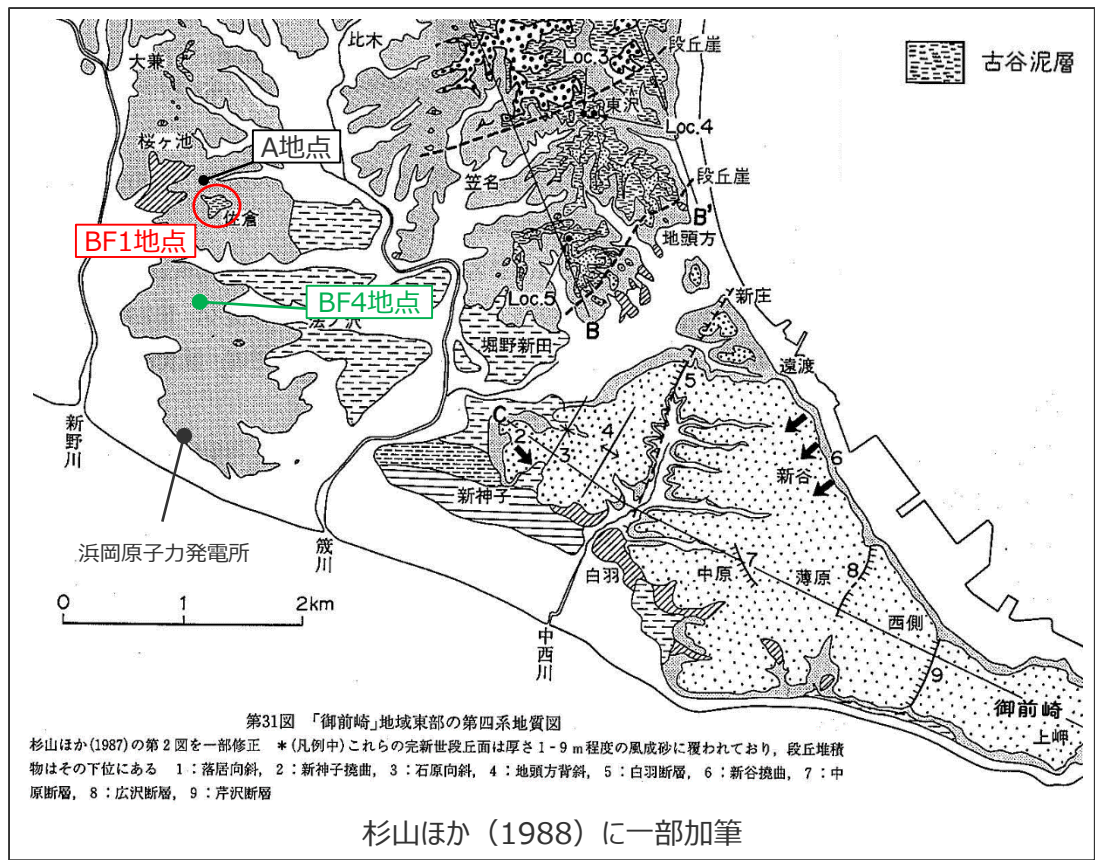 比木
大兼
段丘崖
Loc.3
古谷泥層
東沢
A地点
Loc.4
桜ヶ池
笠名
段丘崖
佐倉
B'
BF1地点
地頭方
BF4地点
Loc.5
新庄
B
堀野新田
遠渡
5
C
2
4
3
6
新野川
新谷
新神子
浜岡原子力発電所
筬川
白羽
7
中原
薄原
8
0 1 2km
西側
中西川
9
御前崎
上岬
第31図 「御前崎」地域東部の第四系地質図
杉山ほか(1987)の第2図を一部修正 *(凡例中)これらの完新世段丘面は厚さ1-9m程度の風成砂に覆われており,段丘堆積
物はその下位にある 1:落居向斜,2:新神子撓曲,3:石原向斜,4:地頭方背斜,5:白羽断層,6:新谷撓曲,7:中
原断層,8:広沢断層,9:芹沢断層
杉山ほか(1988)に一部加筆